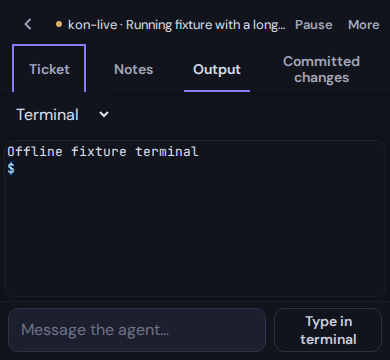 kon-live · Running fixture with a long… Pause More
Ticket Notes Output Committed changes
Terminal
Offline fixture terminal
$
Message the agent…
Type in terminal